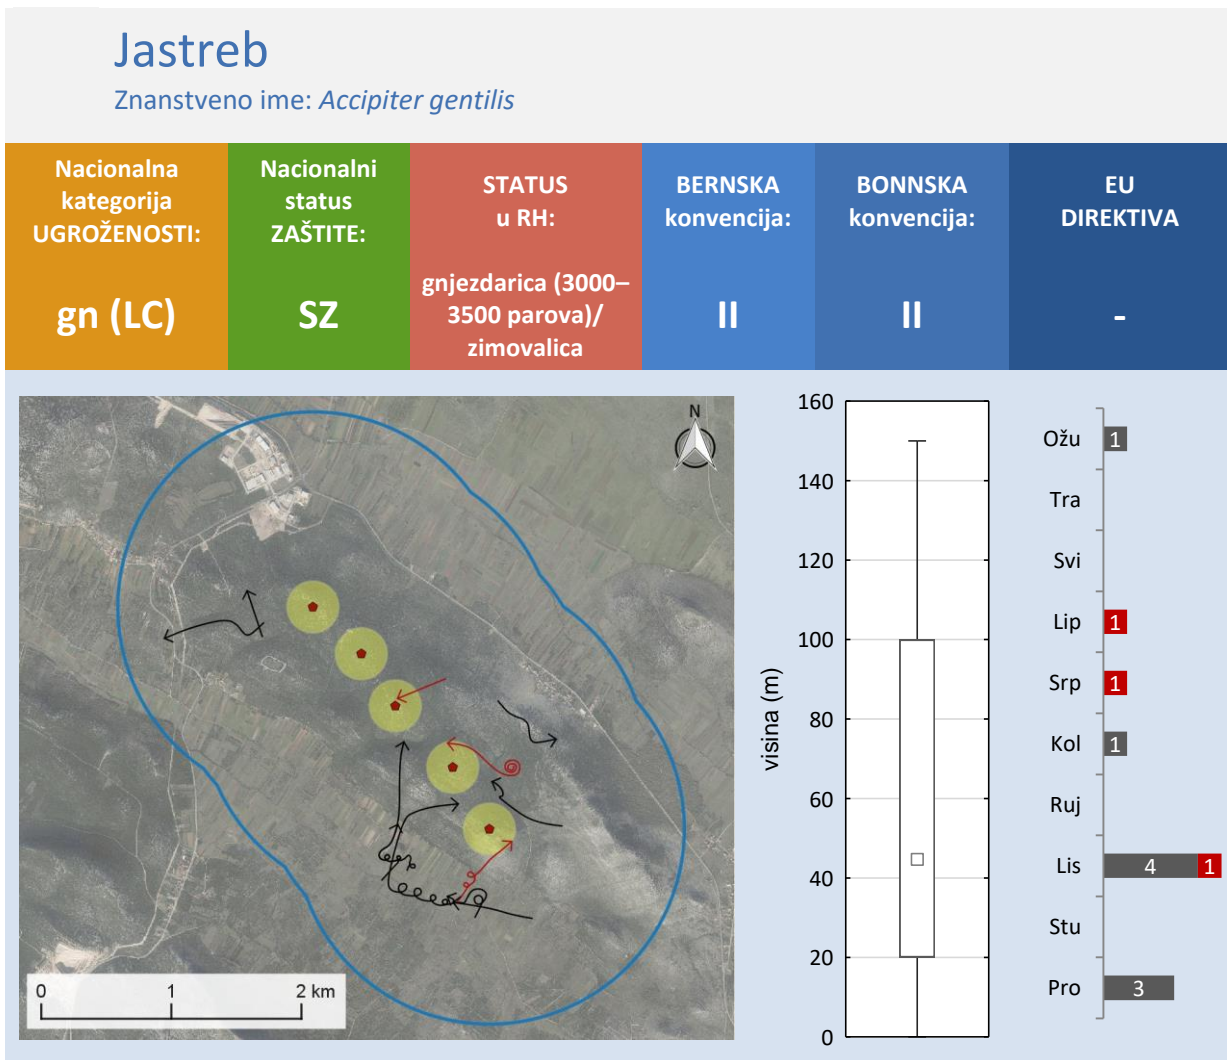 Jastreb
Znanstveno ime: Accipiter gentilis
Nacionalna
kategorija
UGROŽENOSTI:
gn (LC)
Nacionalni
status
ZAŠTITE:
SZ
STATUS
u RH:
gnjezdarica (3000–
3500 parova)/
zimovalica
BERNSKA
konvencija:
II
BONNSKA
konvencija:
II
EU
DIREKTIVA
-
N
0 1 2 km
visina (m)
160
140
120
100
80
60
40
20
0
Ožu 1
Tra
Svi
Lip 1
Srp 1
Kol 1
Ruj
Lis 4 1
Stu
Pro 3